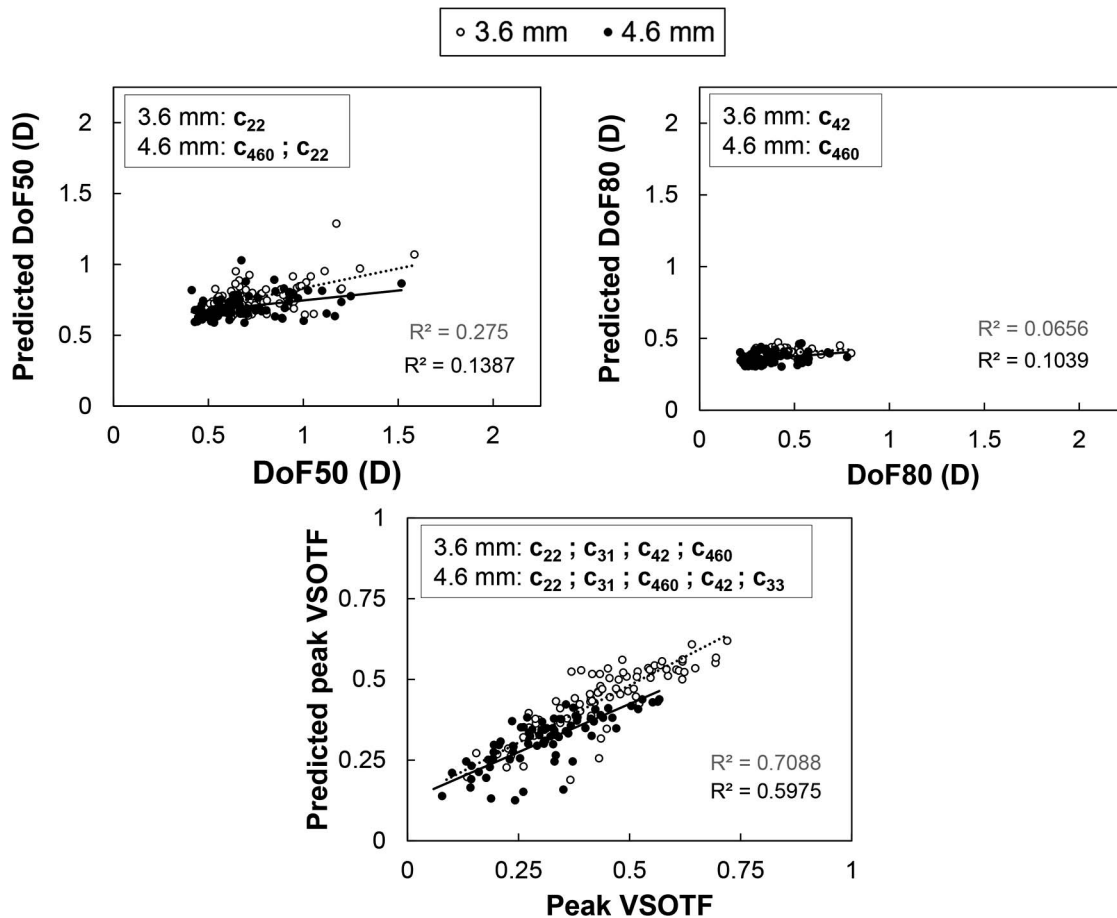 3.6 mm 4.6 mm
3.6 mm: c22
4.6 mm: c460 ; c22
Predicted DoF50 (D)
2
1.5
1
0.5
0
R² = 0.275
R² = 0.1387
0 0.5 1 1.5 2
DoF50 (D)
3.6 mm: c42
4.6 mm: c460
Predicted DoF80 (D)
2
1.5
1
0.5
0
R² = 0.0656
R² = 0.1039
0 0.5 1 1.5 2
DoF80 (D)
3.6 mm: c22 ; c31 ; c42 ; c460
4.6 mm: c22 ; c31 ; c460 ; c42 ; c33
Predicted peak VSOTF
1
0.75
0.5
0.25
0
R² = 0.7088
R² = 0.5975
0 0.25 0.5 0.75 1
Peak VSOTF